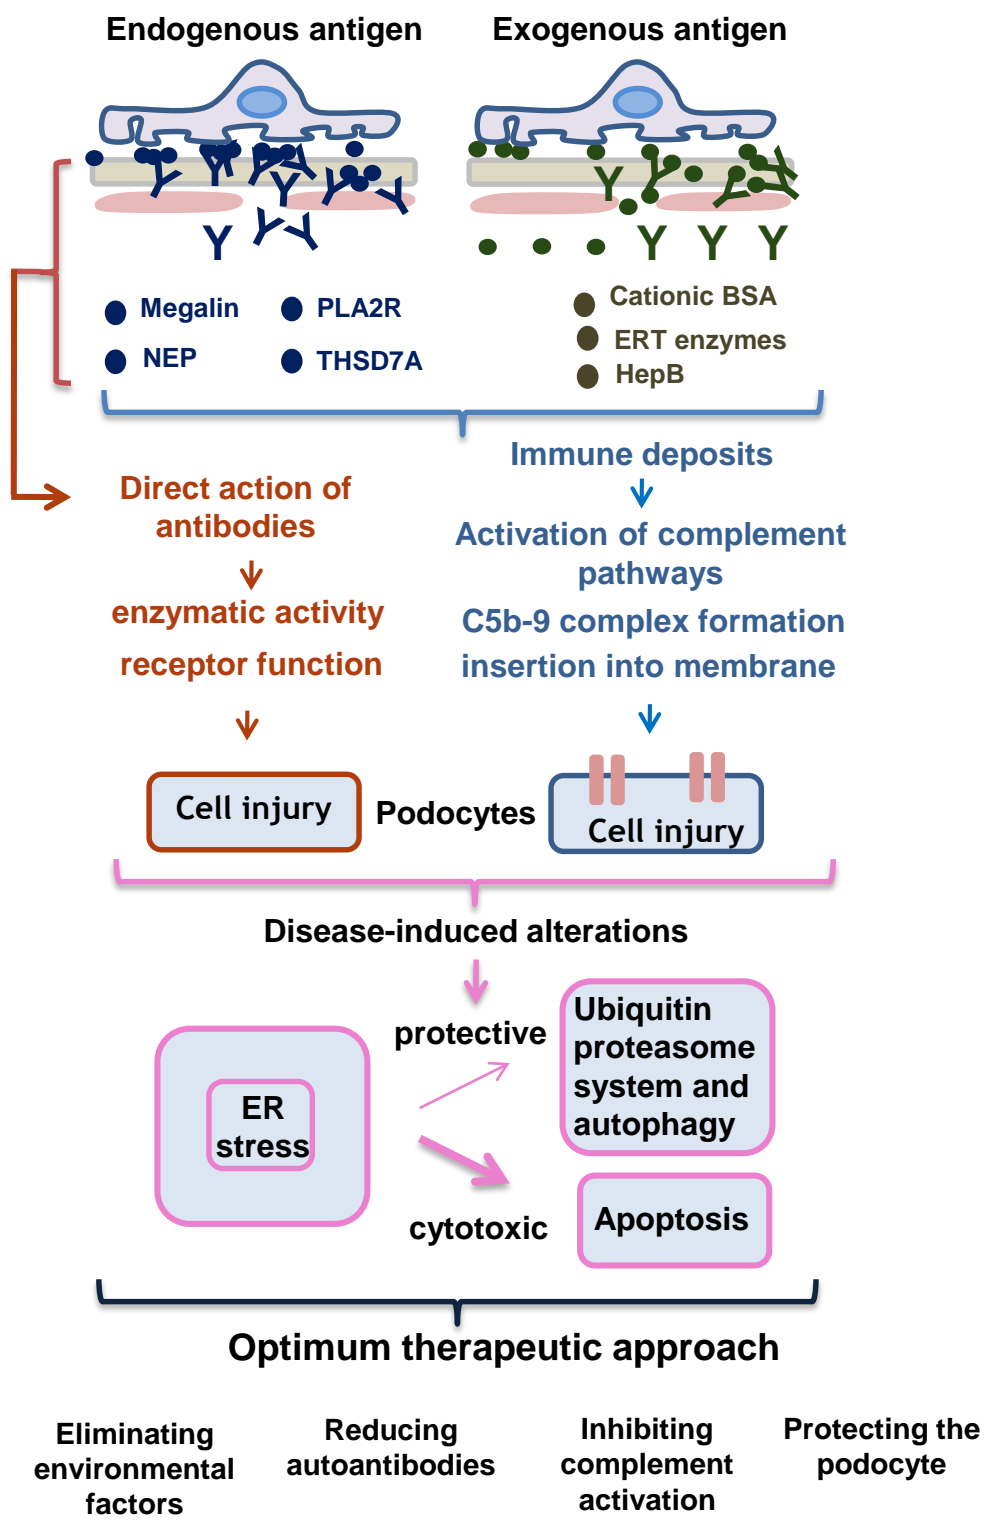 Endogenous antigen
Exogenous antigen
Megalin
PLA2R
NEP
THSD7A
Cationic BSA
ERT enzymes
HepB
Immune deposits
Direct action of
antibodies
Activation of complement
pathways
enzymatic activity
receptor function
C5b-9 complex formation
insertion into membrane
Cell injury
Podocytes
Cell injury
Disease-induced alterations
protective
Ubiquitin
proteasome
system and
autophagy
ER
stress
cytotoxic
Apoptosis
Optimum therapeutic approach
Eliminating
environmental
factors
Reducing
autoantibodies
Inhibiting
complement
activation
Protecting the
podocyte